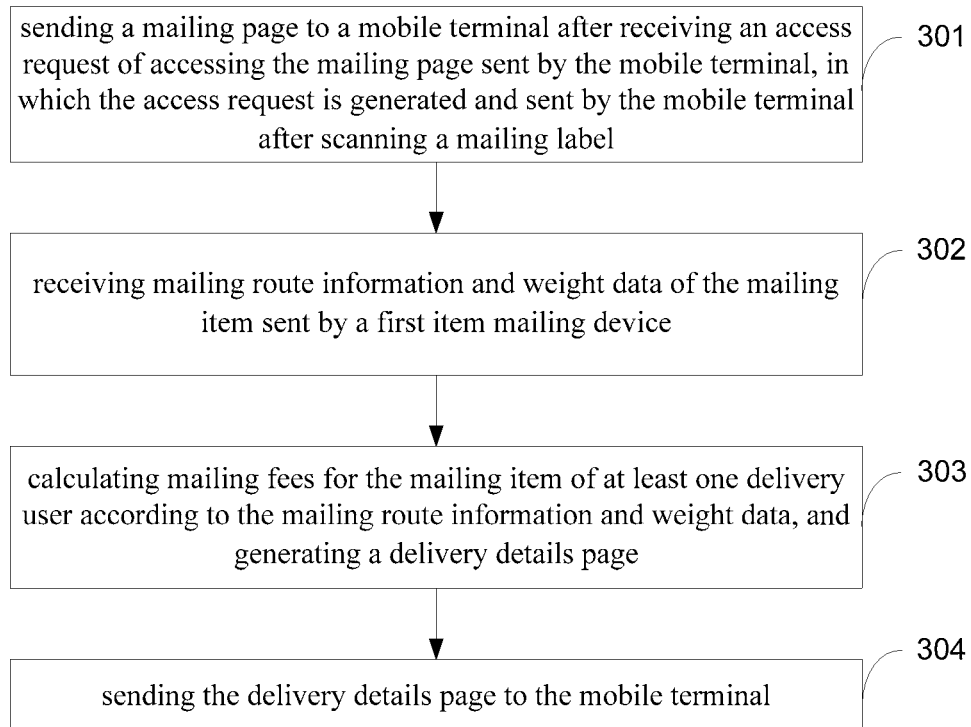 sending a mailing page to a mobile terminal after receiving an access
request of accessing the mailing page sent by the mobile terminal, in
which the access request is generated and sent by the mobile terminal
after scanning a mailing label
301
receiving mailing route information and weight data of the mailing
item sent by a first item mailing device
302
calculating mailing fees for the mailing item of at least one delivery
user according to the mailing route information and weight data, and
generating a delivery details page
303
sending the delivery details page to the mobile terminal
304